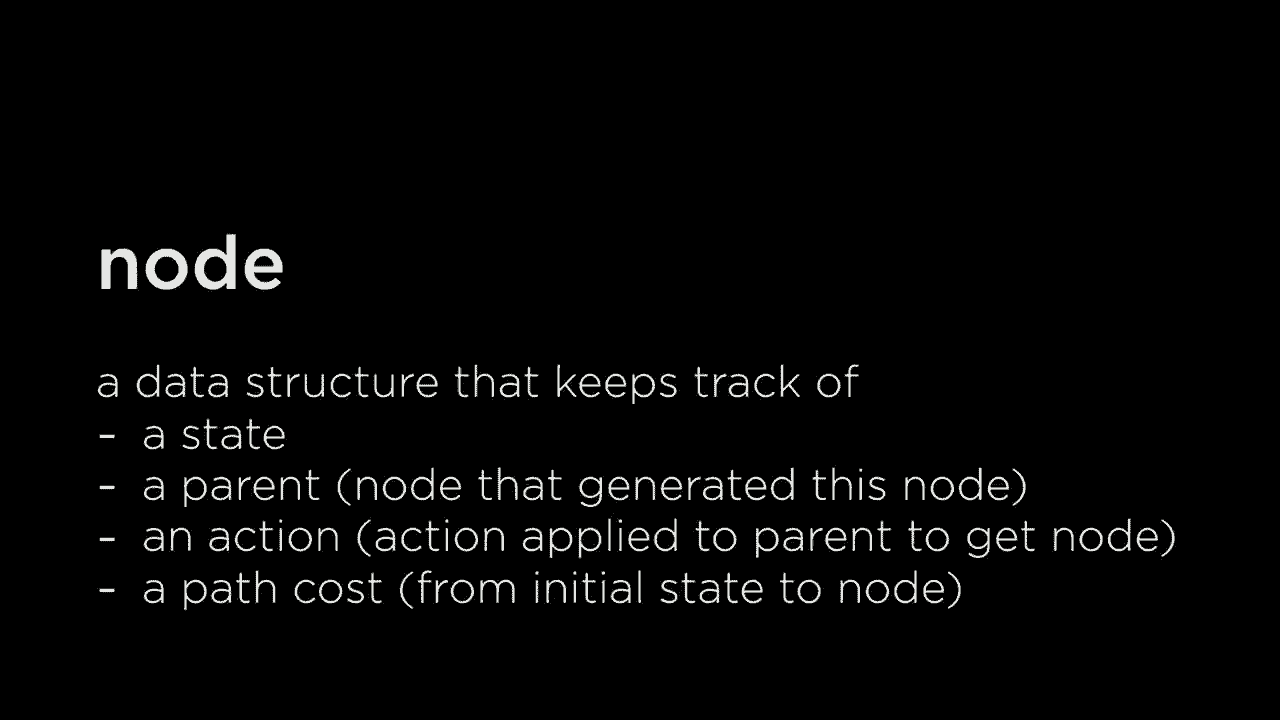 node
a data structure that keeps track of
- a state
- a parent (node that generated this node)
- an action (action applied to parent to get node)
- a path cost (from initial state to node)